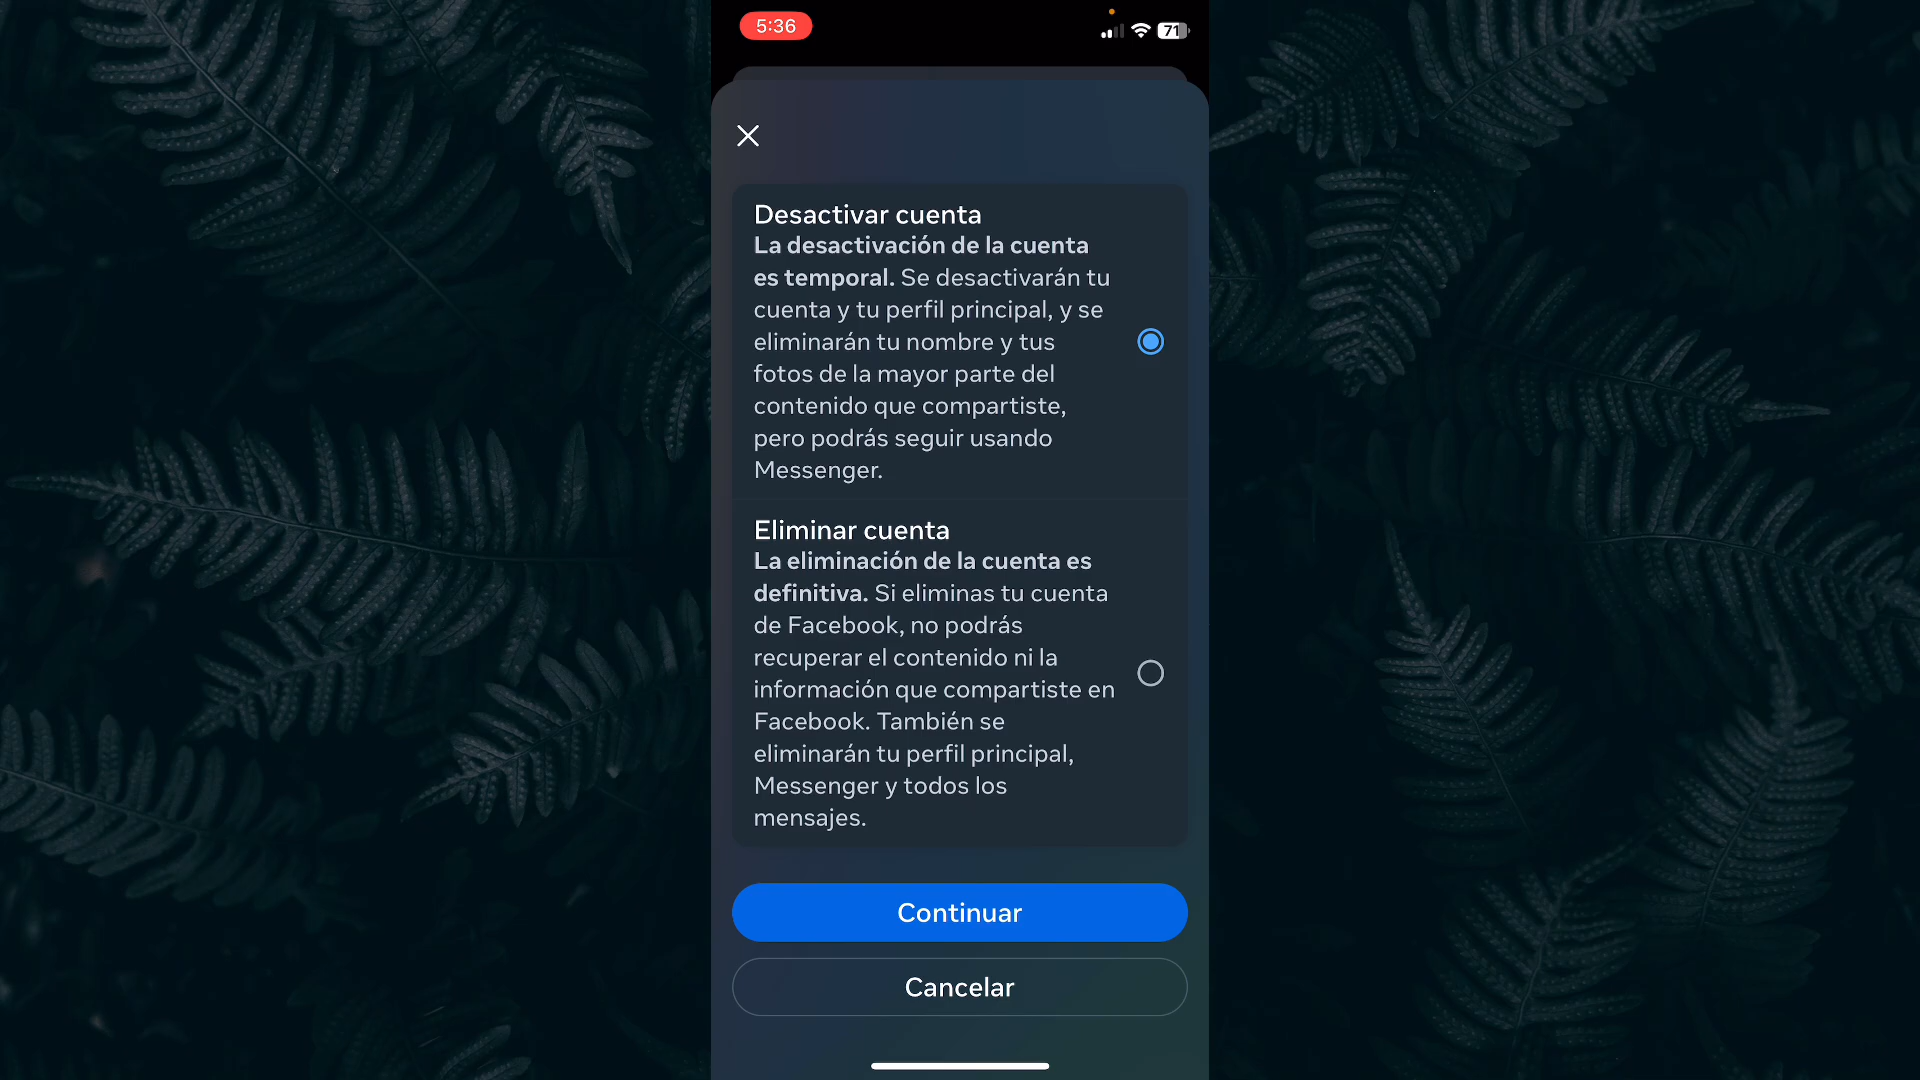 5:36
71
Desactivar cuenta
La desactivación de la cuenta
es temporal. Se desactivarán tu
cuenta y tu perfil principal, y se
eliminarán tu nombre y tus
fotos de la mayor parte del
contenido que compartiste,
pero podrás seguir usando
Messenger.
Eliminar cuenta
La eliminación de la cuenta es
definitiva. Si eliminas tu cuenta
de Facebook, no podrás
recuperar el contenido ni la
información que compartiste en
Facebook. También se
eliminarán tu perfil principal,
Messenger y todos los
mensajes.
Continuar
Cancelar